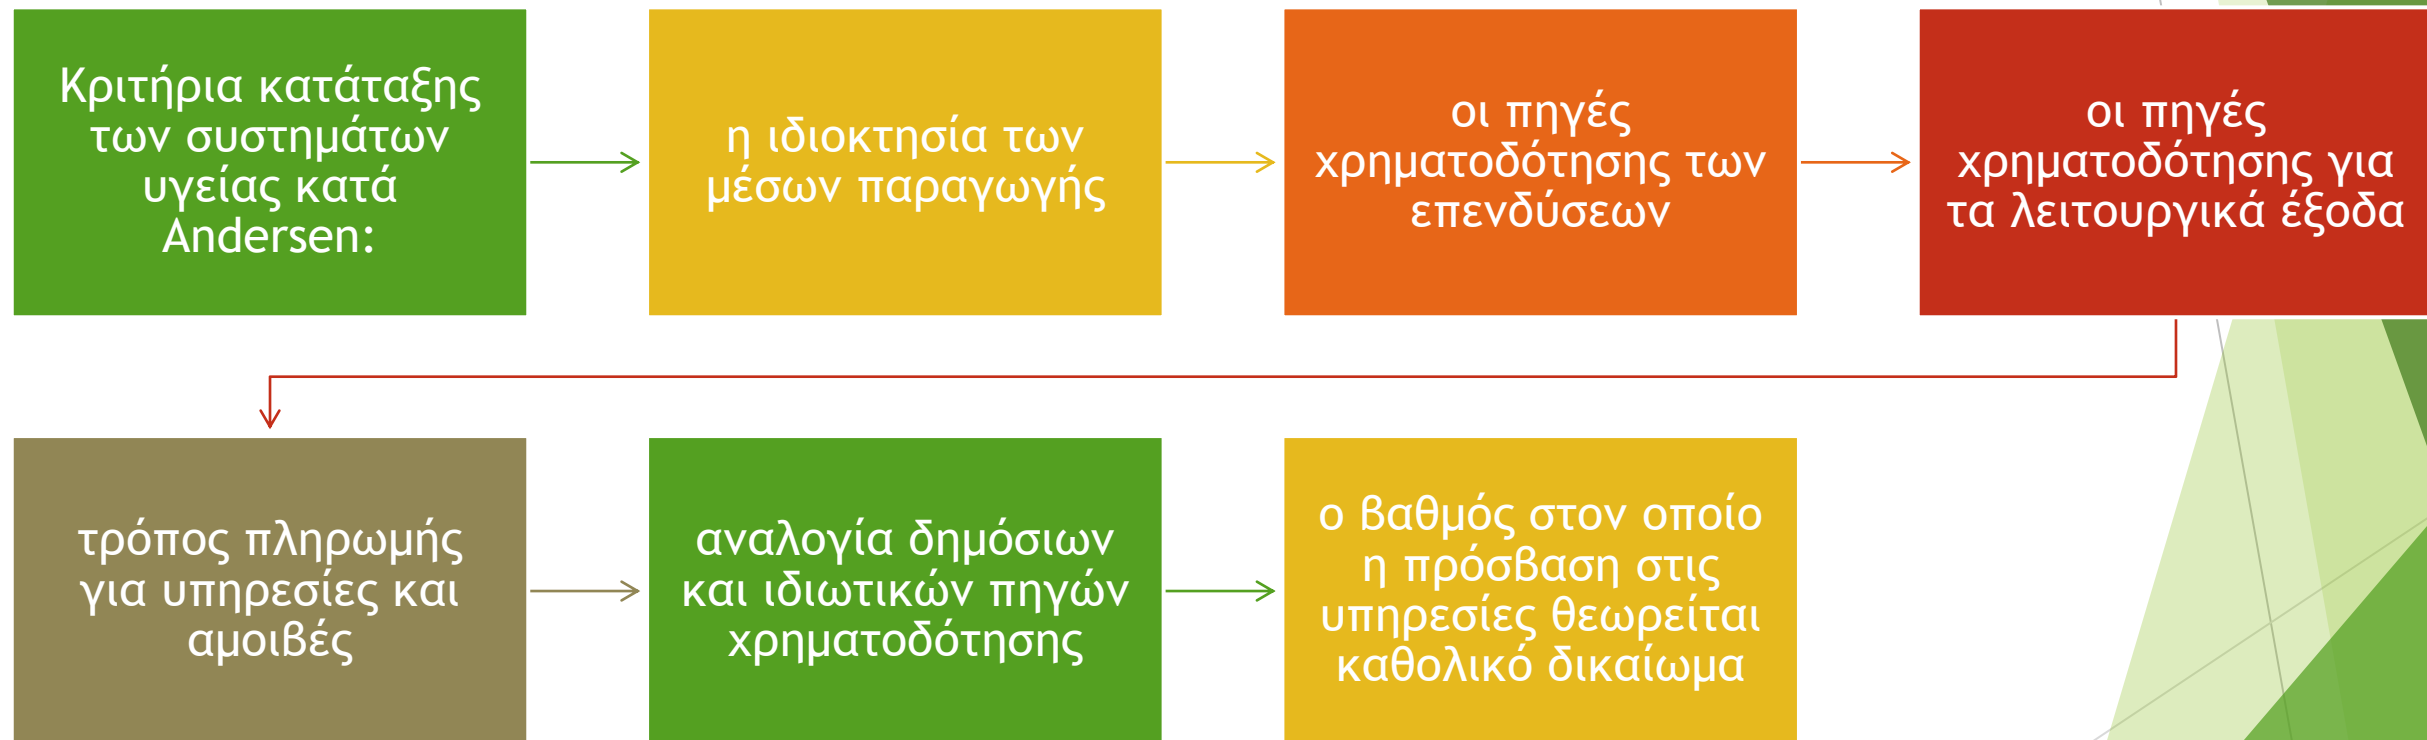 Κριτήρια κατάταξης
των συστημάτων
υγείας κατά
Andersen:
η ιδιοκτησία των
μέσων παραγωγής
οι πηγές
χρηματοδότησης των
επενδύσεων
οι πηγές
χρηματοδότησης για
τα λειτουργικά έξοδα
τρόπος πληρωμής
για υπηρεσίες και
αμοιβές
αναλογία δημόσιων
και ιδιωτικών πηγών
χρηματοδότησης
ο βαθμός στον οποίο
η πρόσβαση στις
υπηρεσίες θεωρείται
καθολικό δικαίωμα